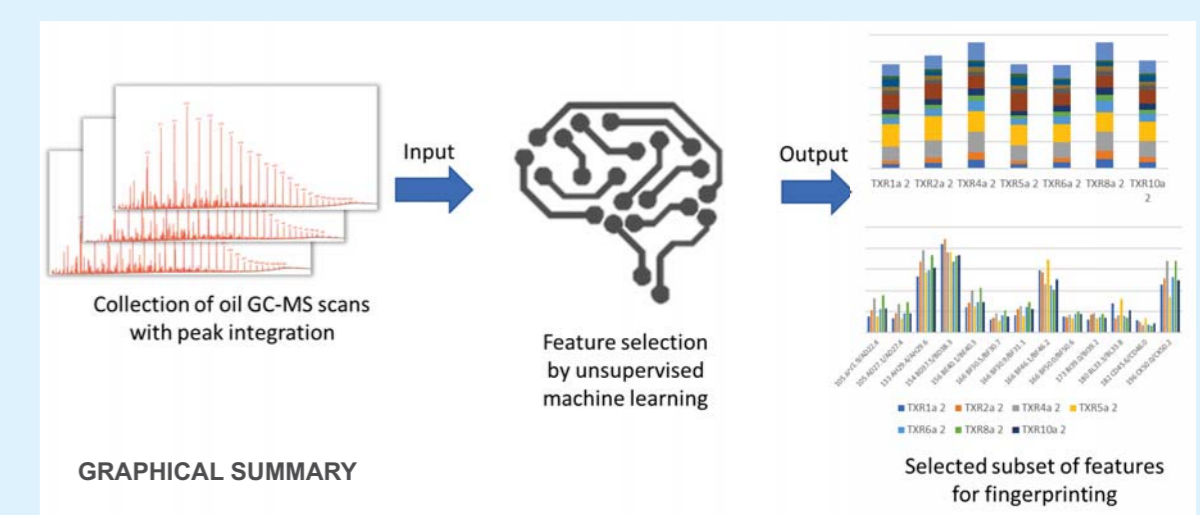 Input
Output
TXR1a 2 TXR2a 2 TXR4a 2 TXR5a 2 TXR6a 2 TXR8a 2 TXR10a
2
Collection of oil GC-MS scans
with peak integration
Feature selection
by unsupervised
machine learning
TXR1a 2 TXR2a 2 TXR4a 2 TXR5a 2
TXR6a 2 TXR8a 2 TXR10a 2
Selected subset of features
for fingerprinting
GRAPHICAL SUMMARY